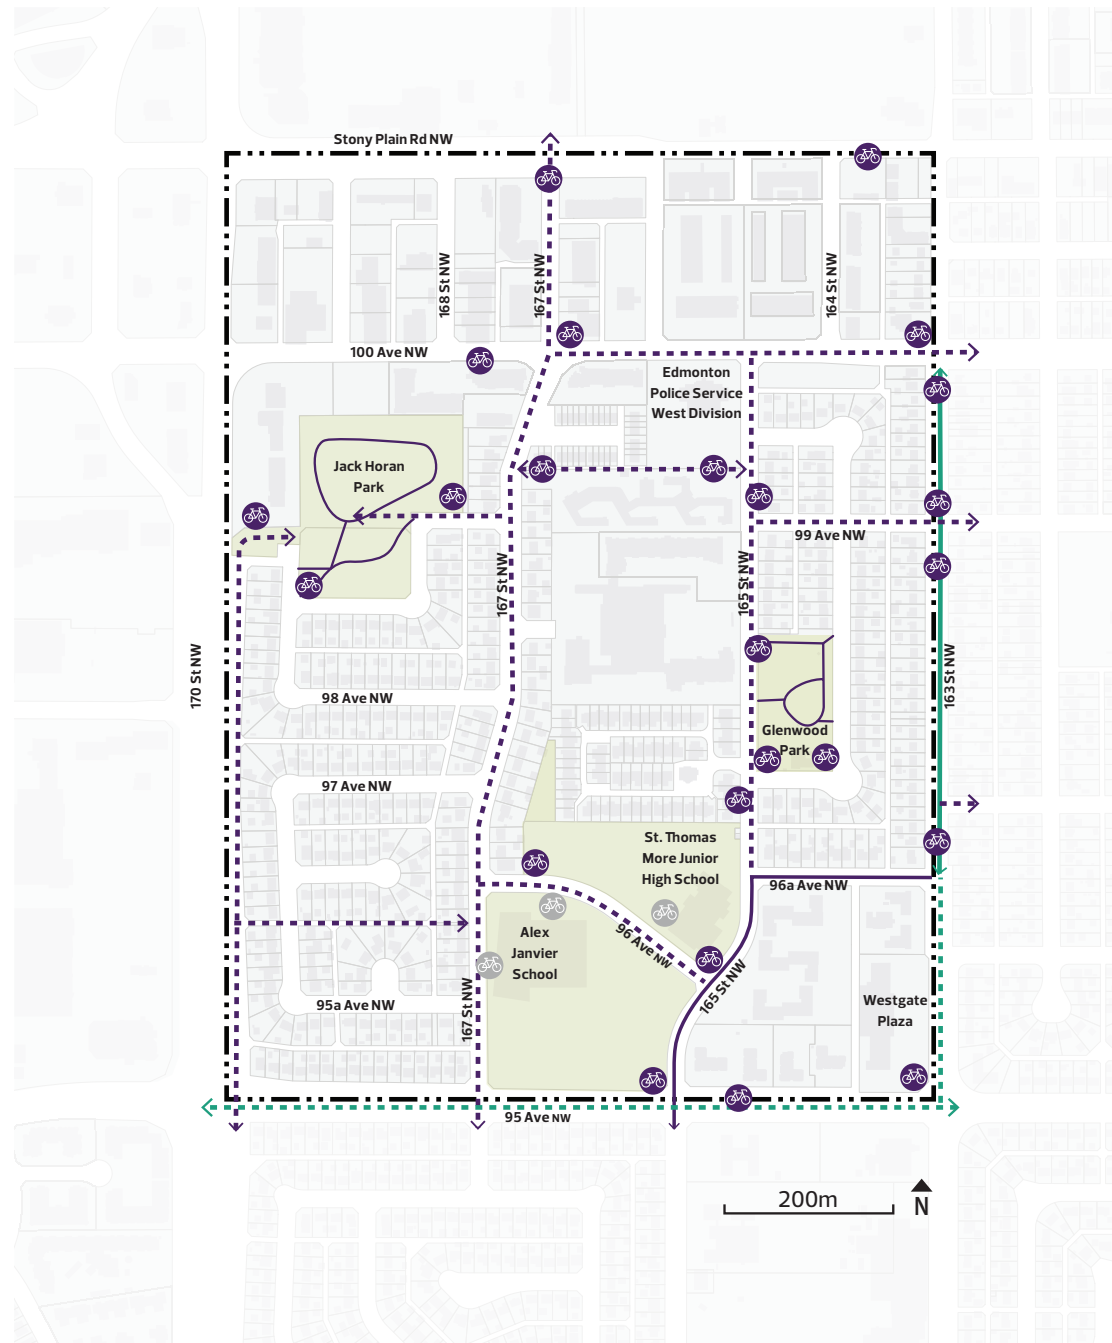 Stony Plain Rd NW
168 St NW
167 St NW
164 St NW
100 Ave NW
Edmonton
Police Service
West Division
Jack Horan
Park
99 Ave NW
167 St NW
165 St NW
170 St NW
163 St NW
98 Ave NW
Glenwood
Park
97 Ave NW
St. Thomas
More Junior
High School
96a Ave NW
Alex
Janvier
School
96 Ave NW
165 St NW
167 St NW
95a Ave NW
Westgate
Plaza
95 Ave NW
200m
N